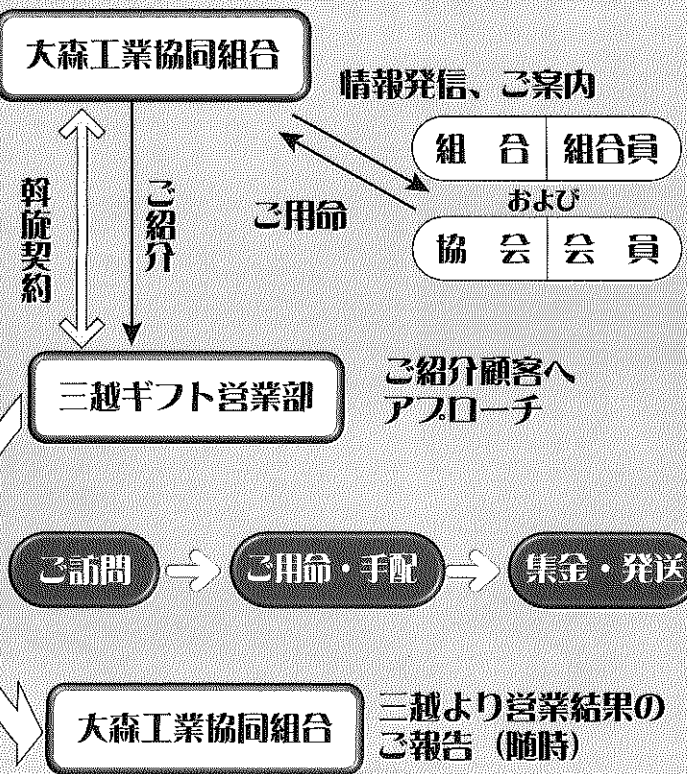 大森工業協同組合
情報発信、ご案内
組合 組合員
および
協会 会員
ご用命
斡旋契約
ご紹介
三越ギフト営業部
ご紹介顧客へ
アプローチ
ご訪問
ご用命・手配
集金・発送
大森工業協同組合
三越より営業結果の
ご報告（随時）